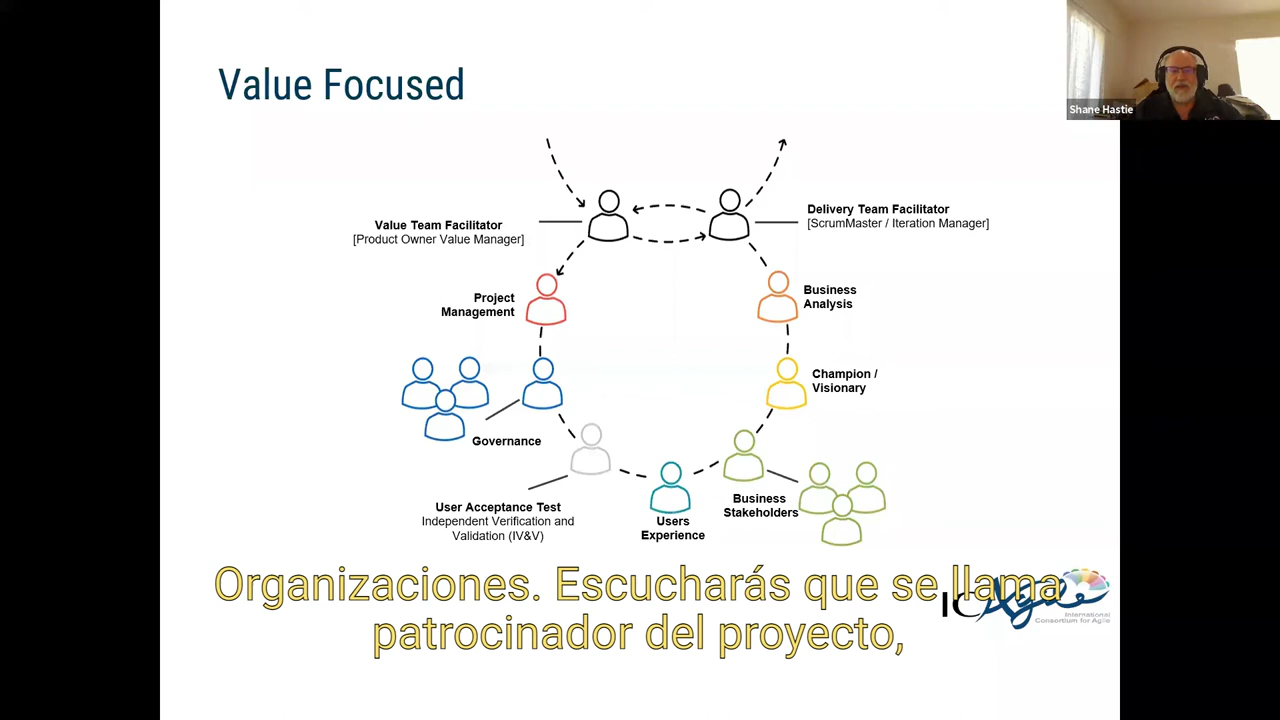 Value Focused
Shane Hastie
Value Team Facilitator
[Product Owner Value Manager]
Delivery Team Facilitator
[ScrumMaster / Iteration Manager]
Project
Management
Business
Analysis
Champion /
Visionary
Governance
User Acceptance Test
Independent Verification and
Validation (IV&V)
Users
Experience
Business
Stakeholders
Organizaciones. Escucharás que se llama
patrocinador del proyecto,
ICAgile
International
Consortium for Agile